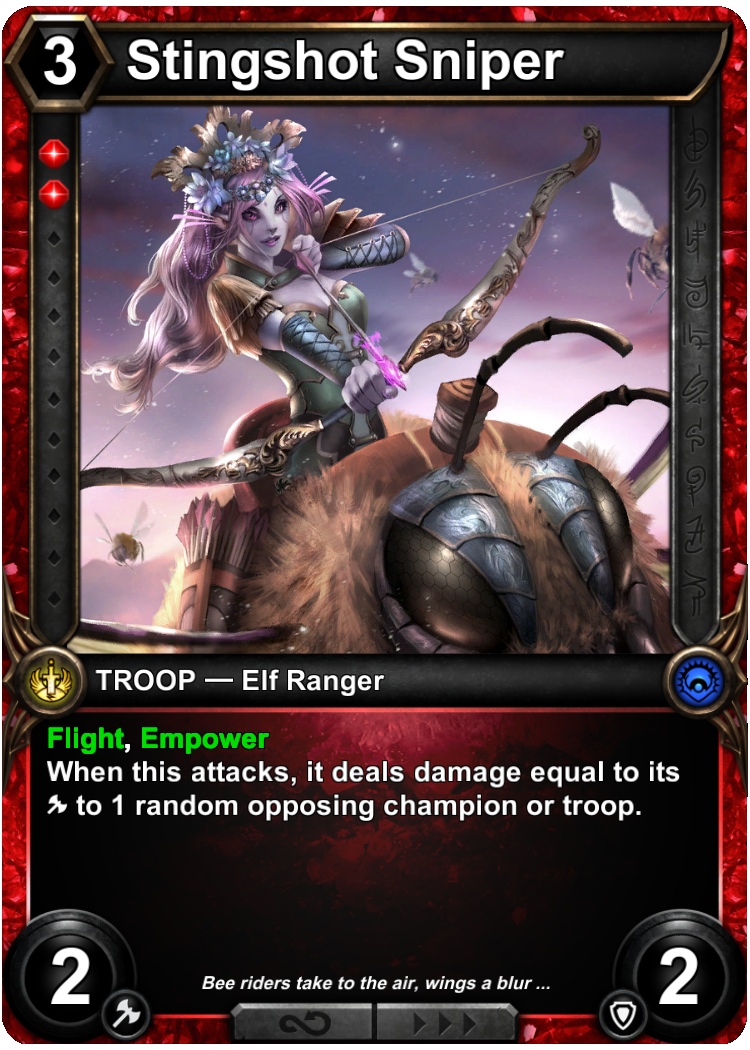 3 Stingshot Sniper
TROOP — Elf Ranger
Flight, Empower
When this attacks, it deals damage equal to its
to 1 random opposing champion or troop.
Bee riders take to the air, wings a blur ...
2
2